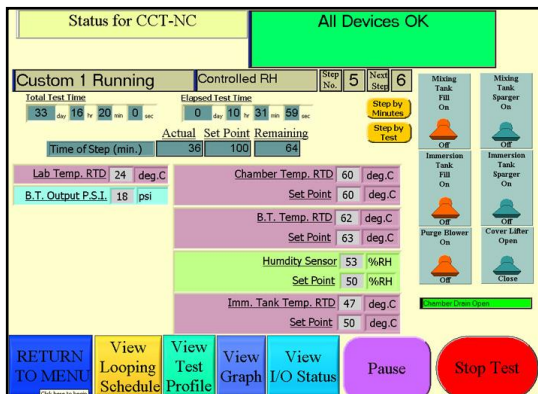 Status for CCT-NC
All Devices OK
Custom 1 Running
Controlled RH
Step No. 5
Next Step 6
Total Test Time
33 day 16 hr 20 min 0 sec
Elapsed Test Time
0 day 10 hr 31 min 59 sec
Step by Minutes
Step by Test
Actual Set Point Remaining
Time of Step (min.) 36 100 64
Lab Temp. RTD 24 deg.C
B.T. Output P.S.I. 18 psi
Chamber Temp. RTD 60 deg.C
Set Point 60 deg.C
B.T. Temp. RTD 62 deg.C
Set Point 63 deg.C
Humdity Sensor 53 %RH
Set Point 50 %RH
Imm. Tank Temp. RTD 47 deg.C
Set Point 50 deg.C
Mixing
Tank
Fill
On
Off
Mixing
Tank
Sparger
On
Off
Immersion
Tank
Fill
On
Off
Immersion
Tank
Sparger
On
Off
Purge Blower
On
Off
Cover Lifter
Open
Close
Chamber Drain Open
RETURN
TO MENU
Click here to begin
View
Looping
Schedule
View
Test
Profile
View
Graph
View
I/O Status
Pause
Stop Test